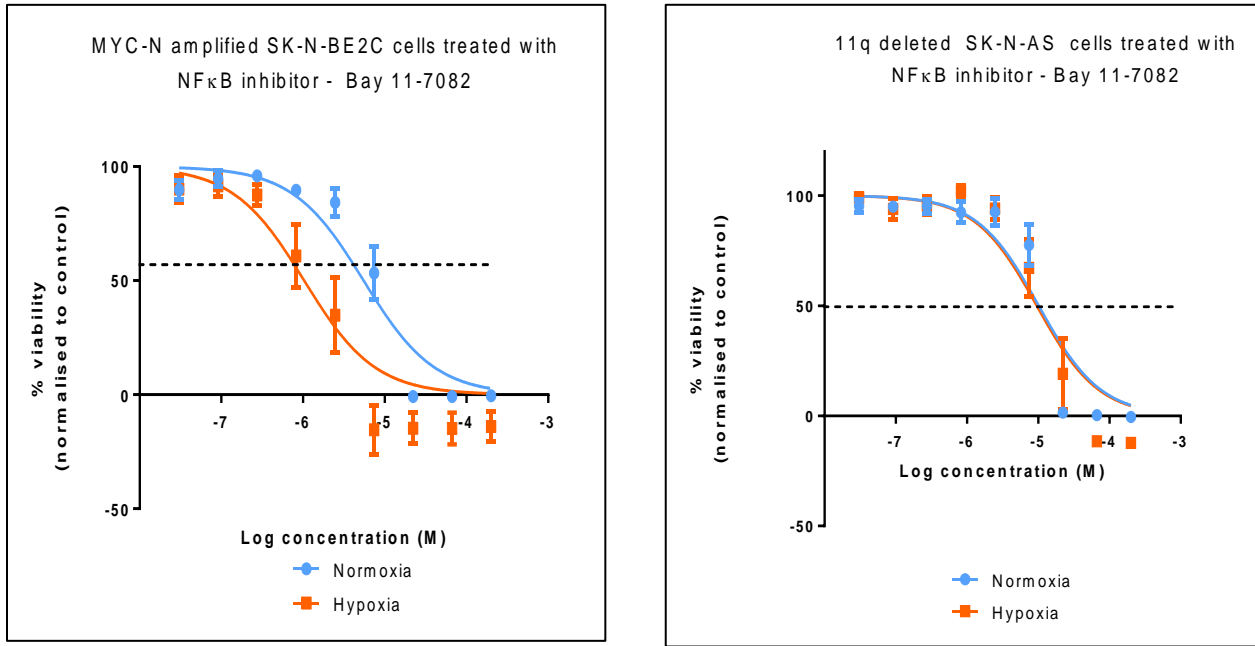 MYC-N amplified SK-N-BE2C cells treated with
NFκB inhibitor - Bay 11-7082
100
50
0
-50
-7
-6
-5
-4
-3
% viability
(normalised to control)
Log concentration (M)
Normoxia
Hypoxia
11q deleted SK-N-AS cells treated with
NFκB inhibitor - Bay 11-7082
100
50
0
-50
-7
-6
-5
-4
-3
% viability
(normalised to control)
Log concentration (M)
Normoxia
Hypoxia